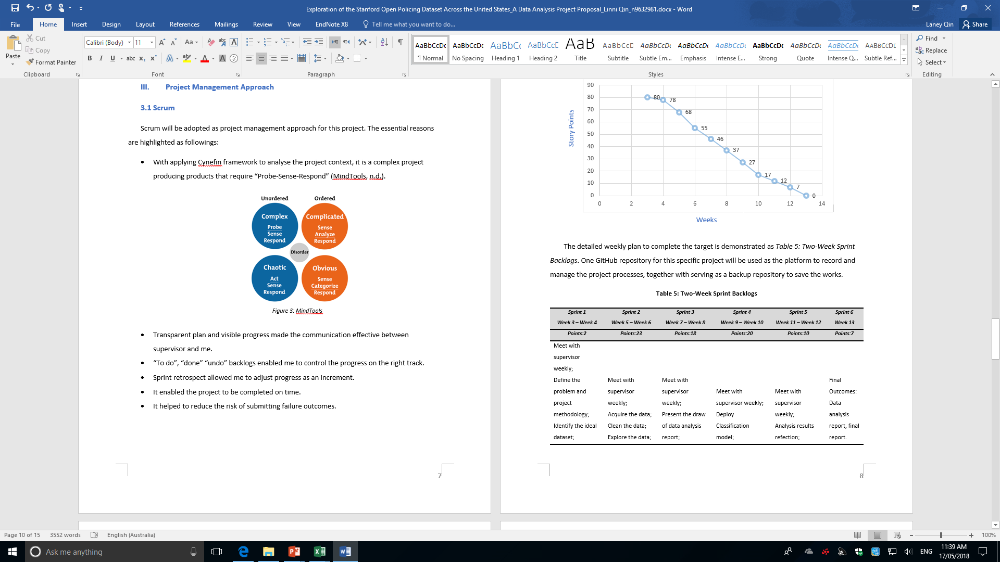 Exploration of the Stanford Open Policing Dataset Across the United States_A Data Analysis Project Proposal_Linni Qin_n9632981.docx - Word
File Home Insert Design Layout References Mailings Review View EndNote X8 Tell me what you want to do... Laney Qin Share
Paste
Cut
Copy
Format Painter
Clipboard
Calibri (Body) 11
Font
Paragraph
AaBbCcDc AaBbCcDc AaBbCc AaBbCcD AaB AaBbCcD AaBbCcDc AaBbCcDc AaBbCcDc AaBbCcDc AaBbCcDc AaBbCcDc AABBCCDD
¶ Normal No Spacing Heading 1 Heading 2 Title Subtitle Subtle Em... Emphasis Intense E... Strong Quote Intense Q... Subtle Ref...
Styles
Find
Replace
Select
Editing
III. Project Management Approach
3.1 Scrum
Scrum will be adopted as project management approach for this project. The essential reasons
are highlighted as followings:
• With applying Cynefin framework to analyse the project context, it is a complex project
producing products that require “Probe-Sense-Respond” (MindTools, n.d.).
Unordered Ordered
Complex
Probe
Sense
Respond
Complicated
Sense
Analyze
Respond
Disorder
Chaotic
Act
Sense
Respond
Obvious
Sense
Categorize
Respond
Figure 3: MindTools
• Transparent plan and visible progress made the communication effective between
supervisor and me.
• “To do”, “done” “undo” backlogs enabled me to control the progress on the right track.
• Sprint retrospect allowed me to adjust progress as an increment.
• It enabled the project to be completed on time.
• It helped to reduce the risk of submitting failure outcomes.
7
Story Points
90
80
70
60
50
40
30
20
10
0
80 78 68 55 46 37 27 17 12 7 0
0 2 4 6 8 10 12 14
Weeks
The detailed weekly plan to complete the target is demonstrated as Table 5: Two-Week Sprint
Backlogs. One GitHub repository for this specific project will be used as the platform to record and
manage the project processes, together with serving as a backup repository to save the works.
Table 5: Two-Week Sprint Backlogs
Sprint 1 Sprint 2 Sprint 3 Sprint 4 Sprint 5 Sprint 6
Week 3 – Week 4 Week 5 – Week 6 Week 7 – Week 8 Week 9 – Week 10 Week 11 – Week 12 Week 13
Points:2 Points:23 Points:18 Points:20 Points:10 Points:7
Meet with
supervisor
weekly;
Define the
problem and
project
methodology;
Identify the ideal
dataset;
Meet with
supervisor
weekly;
Acquire the data;
Clean the data;
Explore the data;
Meet with
supervisor
weekly;
Present the draw
of data analysis
report;
Meet with
supervisor weekly;
Deploy
Classification
model;
Meet with
supervisor
weekly;
Analysis results
refection;
Final
Outcomes:
Data
analysis
report, final
report.
8
Page 10 of 15 3552 words English (Australia) 100%
Ask me anything
ENG
11:39 AM
17/05/2018